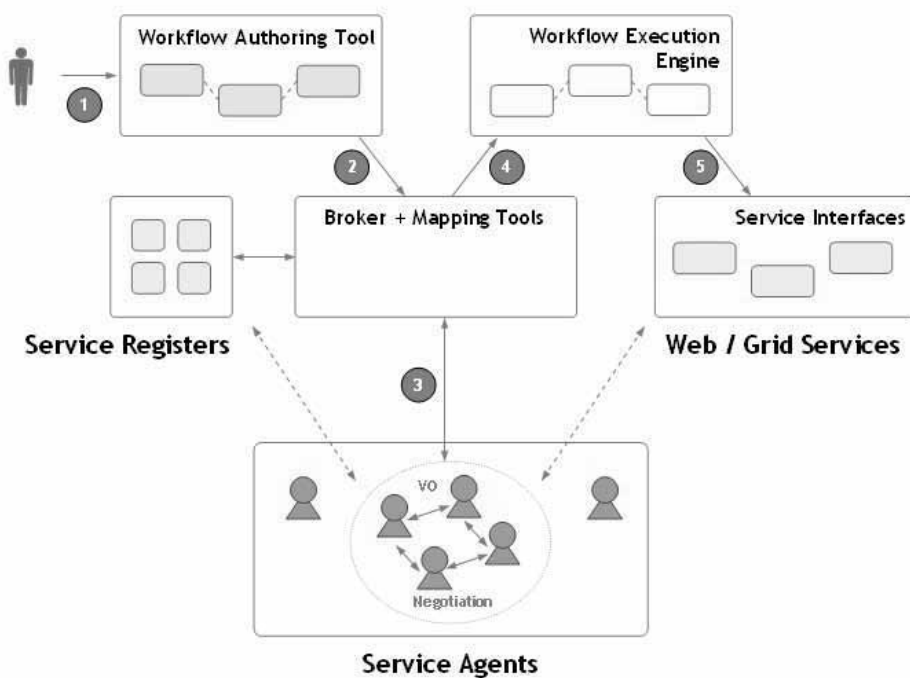 Workflow Authoring Tool
Workflow Execution
Engine
1
2
4
5
Broker + Mapping Tools
Service Interfaces
Service Registers
Web / Grid Services
3
VO
Negotiation
Service Agents